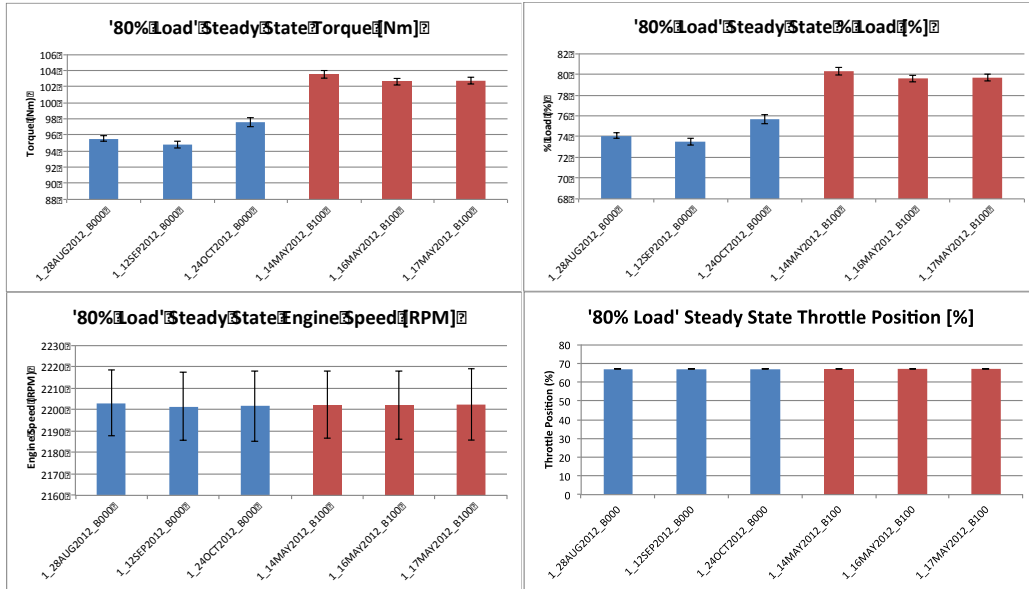 '80% Load' Steady State Torque [Nm]
Torque [Nm)
106
104
102
100
98
96
94
92
90
88
1_28AUG2012_B000
1_12SEP2012_B000
1_24OCT2012_B000
1_14MAY2012_B100
1_16MAY2012_B100
1_17MAY2012_B100
'80% Load' Steady State % Load [%]
% Load (%)
82
80
78
76
74
72
70
68
1_28AUG2012_B000
1_12SEP2012_B000
1_24OCT2012_B000
1_14MAY2012_B100
1_16MAY2012_B100
1_17MAY2012_B100
'80% Load' Steady State Engine Speed [RPM]
Engine Speed (RPM)
2230
2220
2210
2200
2190
2180
2170
2160
1_28AUG2012_B000
1_12SEP2012_B000
1_24OCT2012_B000
1_14MAY2012_B100
1_16MAY2012_B100
1_17MAY2012_B100
'80% Load' Steady State Throttle Position [%]
Throttle Position (%)
80
70
60
50
40
30
20
10
0
1_28AUG2012_B000
1_12SEP2012_B000
1_24OCT2012_B000
1_14MAY2012_B100
1_16MAY2012_B100
1_17MAY2012_B100